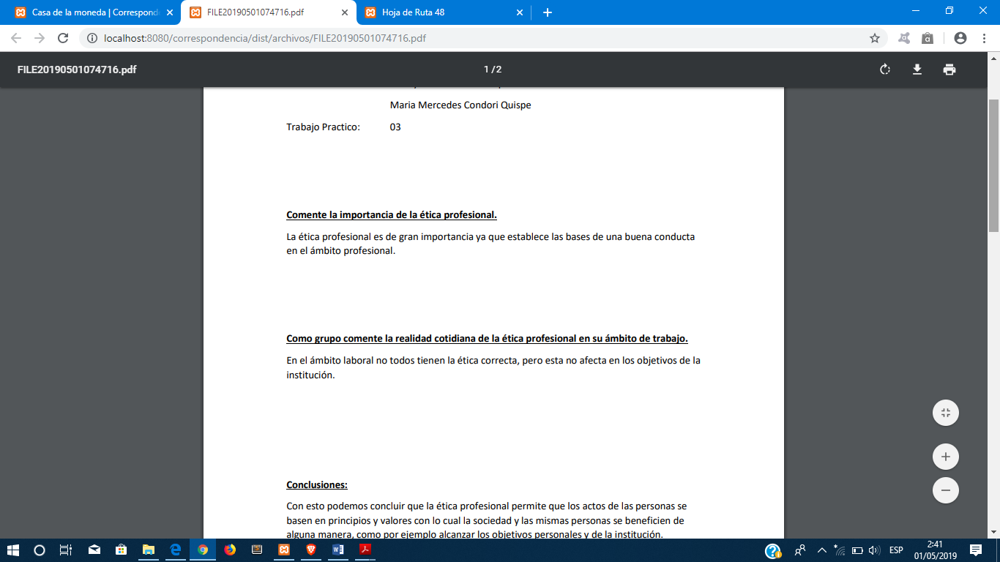 Casa de la moneda | Correspond
FILE20190501074716.pdf
Hoja de Ruta 48
localhost:8080/correspondencia/dist/archivos/FILE20190501074716.pdf
FILE20190501074716.pdf
1 / 2
Maria Mercedes Condori Quispe
Trabajo Practico: 03
Comente la importancia de la ética profesional.
La ética profesional es de gran importancia ya que establece las bases de una buena conducta
en el ámbito profesional.
Como grupo comente la realidad cotidiana de la ética profesional en su ámbito de trabajo.
En el ámbito laboral no todos tienen la ética correcta, pero esta no afecta en los objetivos de la
institución.
Conclusiones:
Con esto podemos concluir que la ética profesional permite que los actos de las personas se
basen en principios y valores con lo cual la sociedad y las mismas personas se beneficien de
alguna manera, como por ejemplo alcanzar los objetivos personales y de la institución.
ESP
2:41
01/05/2019